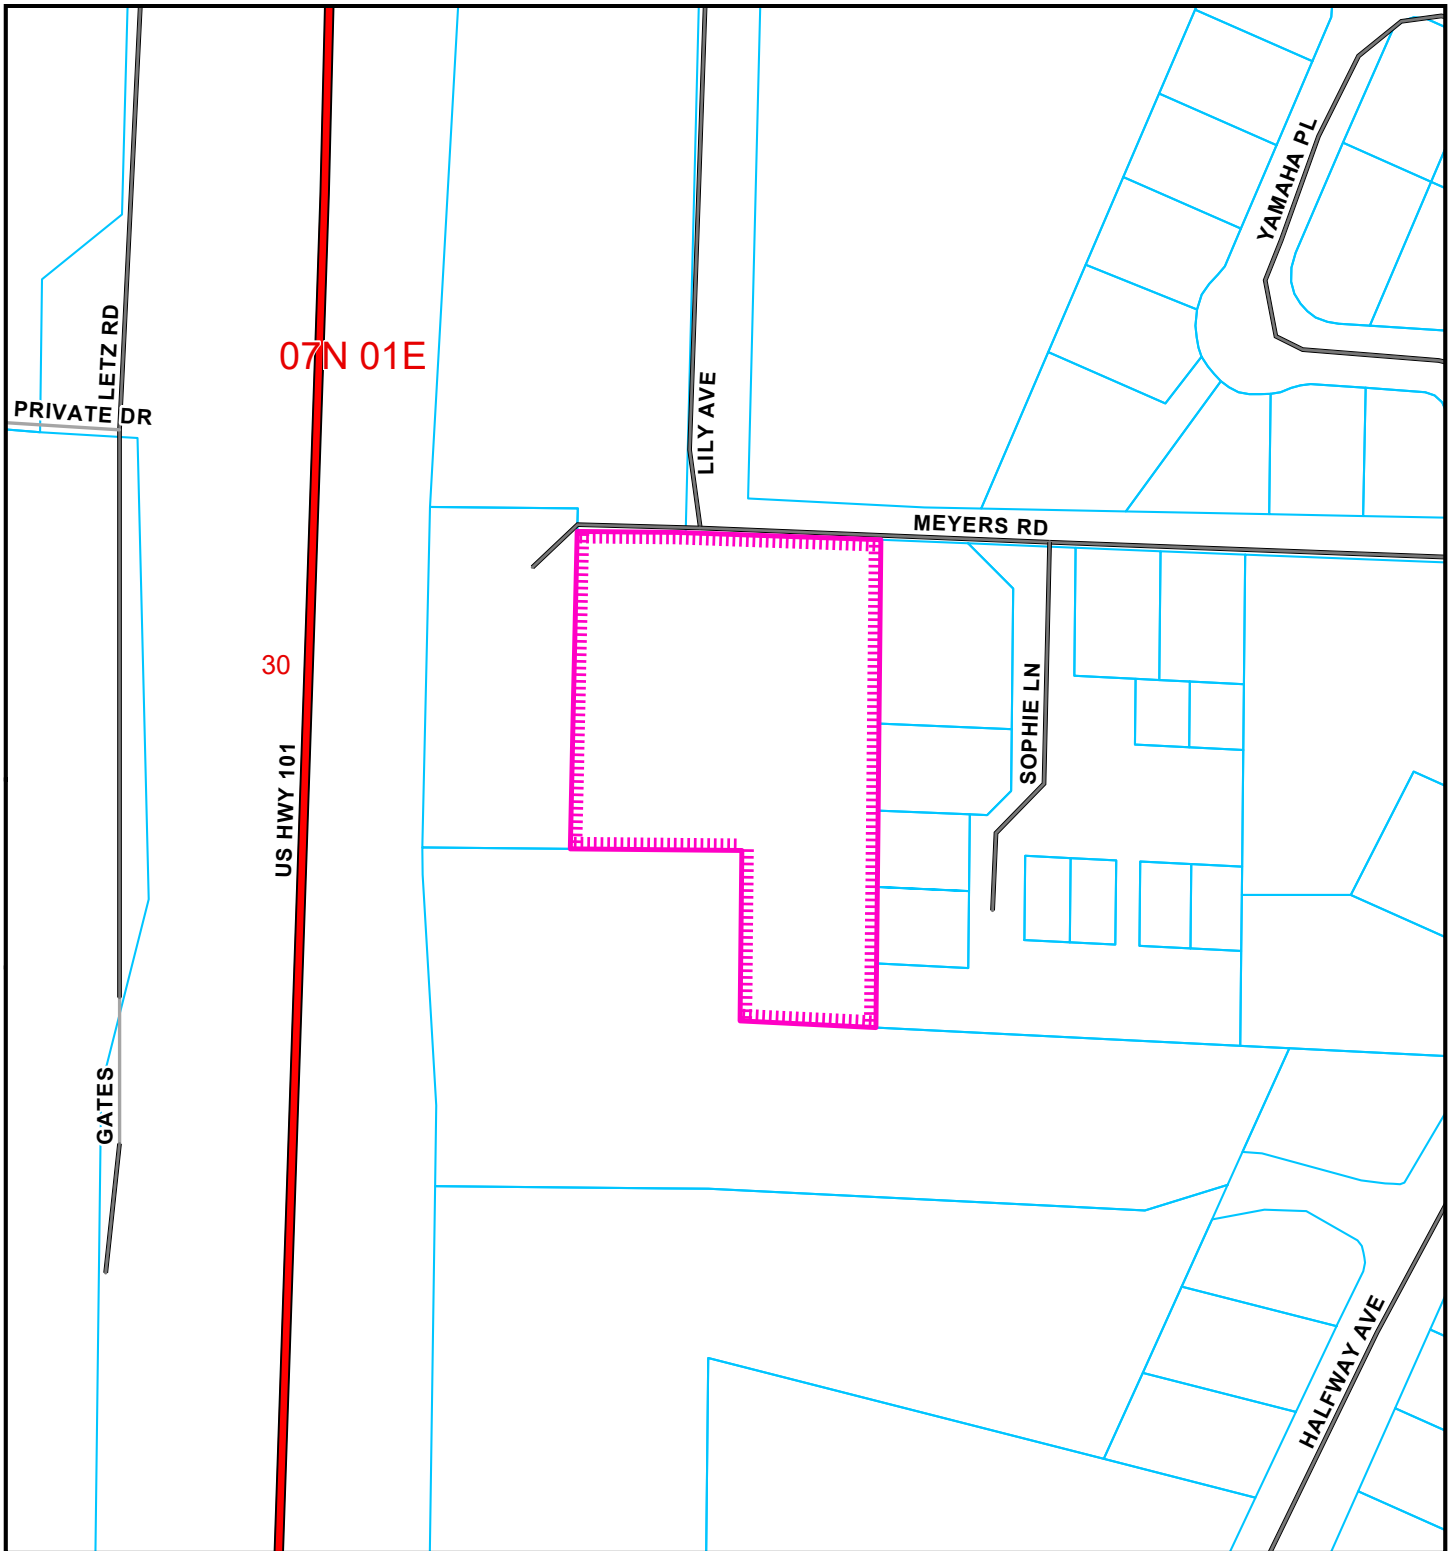 YAMAHA PL
LETZ RD
07N 01E
PRIVATE DR
LILY AVE
MEYERS RD
30
SOPHIE LN
US HWY 101
GATES
HALFWAY AVE